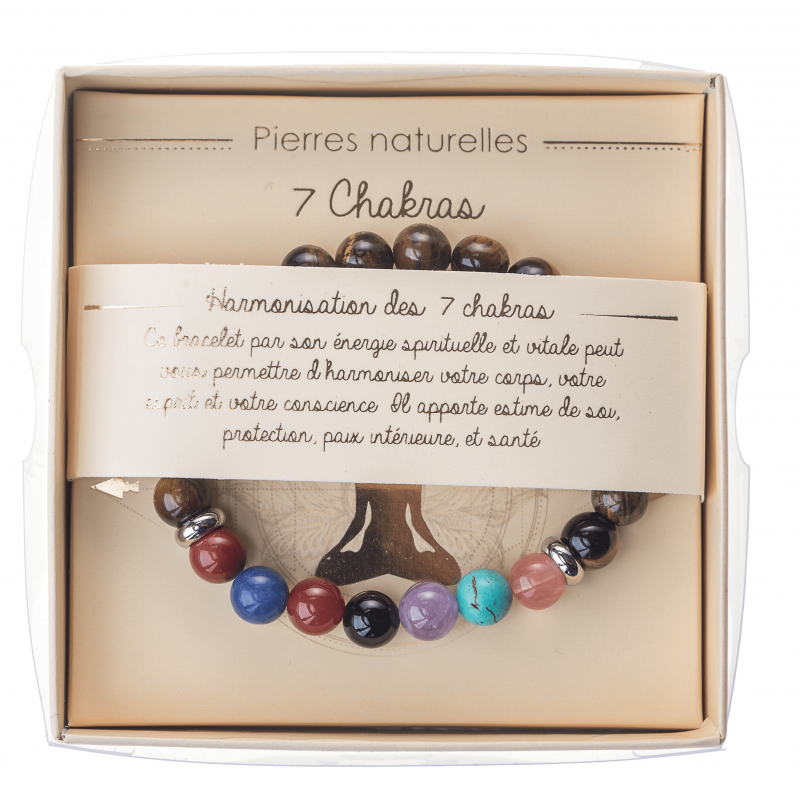 Pierres naturelles
7 Chakras
Harmonisation des 7 chakras
Ce bracelet par son énergie spirituelle et vitale peut
vous permettre d'harmoniser votre corps, votre
esprit et votre conscience Il apporte estime de soi,
protection, paix intérieure, et santé